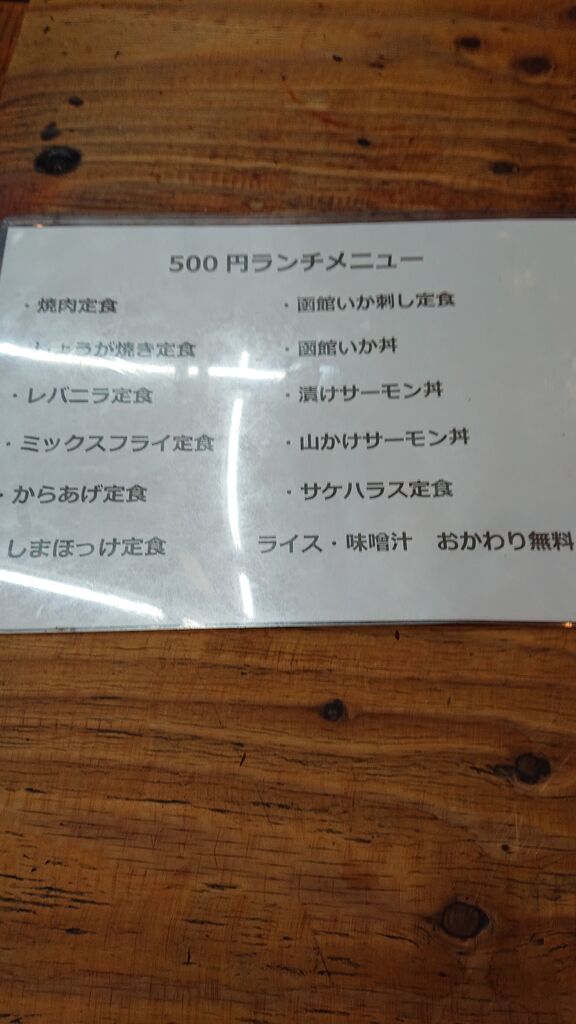 500 円ランチメニュー
・焼肉定食
しょうが焼き定食
・レバニラ定食
・ミックスフライ定食
・からあげ定食
しまほっけ定食
・函館いか刺し定食
・函館いか丼
・漬けサーモン丼
・山かけサーモン丼
・サケハラス定食
ライス・味噌汁　おかわり無料